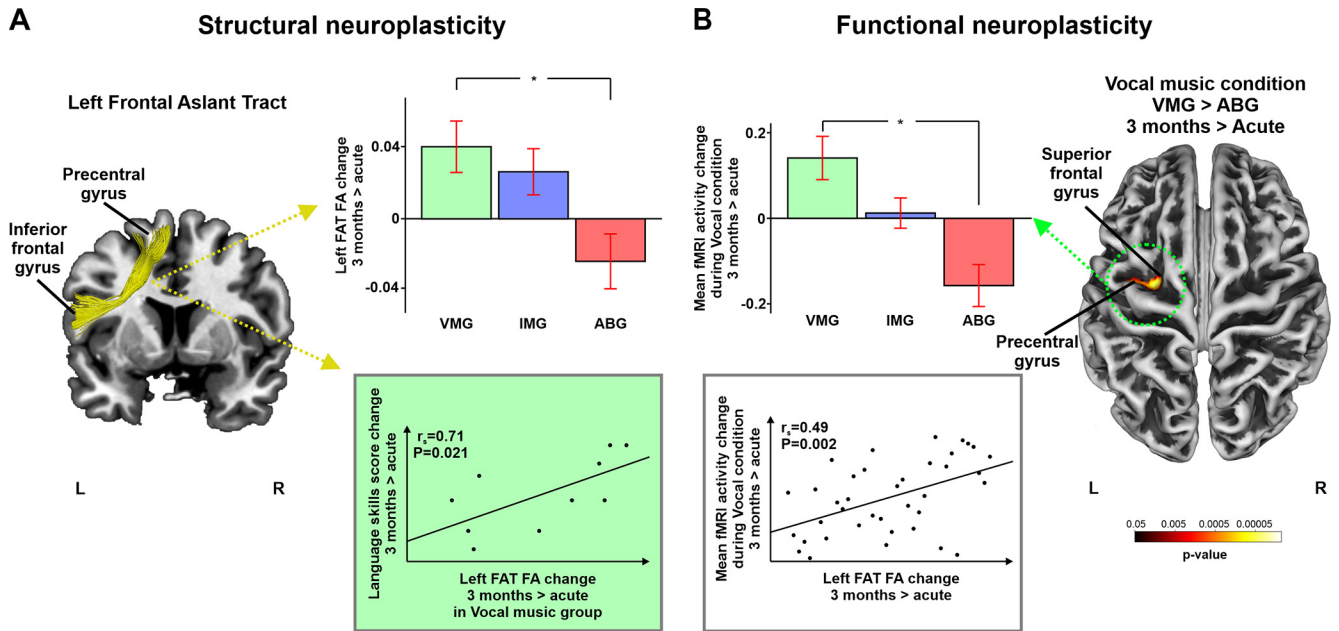 A
Structural neuroplasticity
Left Frontal Aslant Tract
Precentral
gyrus
Inferior
frontal
gyrus
L
R
Left FAT FA change
3 months > acute
0.04
0
-0.04
*
VMG
IMG
ABG
Language skills score change
3 months > acute
rs=0.71
P=0.021
Left FAT FA change
3 months > acute
in Vocal music group
B
Functional neuroplasticity
Mean fMRI activity change
during Vocal condition
3 months > acute
0.2
0
-0.2
*
VMG
IMG
ABG
Vocal music condition
VMG > ABG
3 months > Acute
Superior
frontal
gyrus
Precentral
gyrus
Mean fMRI activity change
during Vocal condition
3 months > acute
rs=0.49
P=0.002
Left FAT FA change
3 months > acute
L
R
0.05 0.005 0.0005 0.00005
p-value